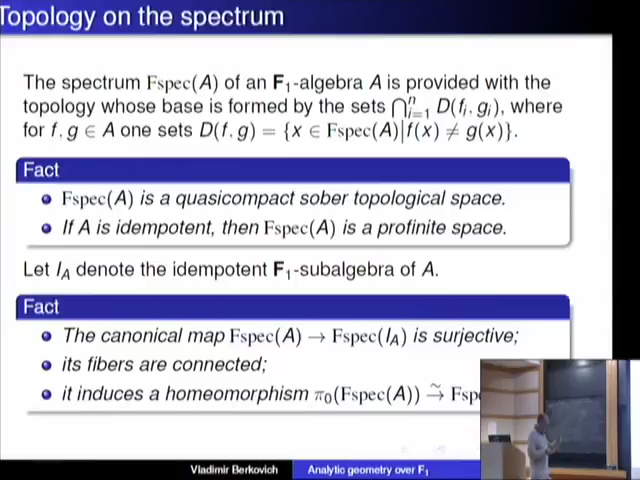 Topology on the spectrum
The spectrum Fspec(A) of an F₁-algebra A is provided with the
topology whose base is formed by the sets ⋂ⁿᵢ₌₁ D(fᵢ, gᵢ), where
for f, g ∈ A one sets D(f, g) = {x ∈ Fspec(A)|f(x) ≠ g(x)}.
Fact
Fspec(A) is a quasicompact sober topological space.
If A is idempotent, then Fspec(A) is a profinite space.
Let I_A denote the idempotent F₁-subalgebra of A.
Fact
The canonical map Fspec(A) → Fspec(I_A) is surjective;
its fibers are connected;
it induces a homeomorphism π₀(Fspec(A)) →̃ Fspe
Vladimir Berkovich
Analytic geometry over F₁